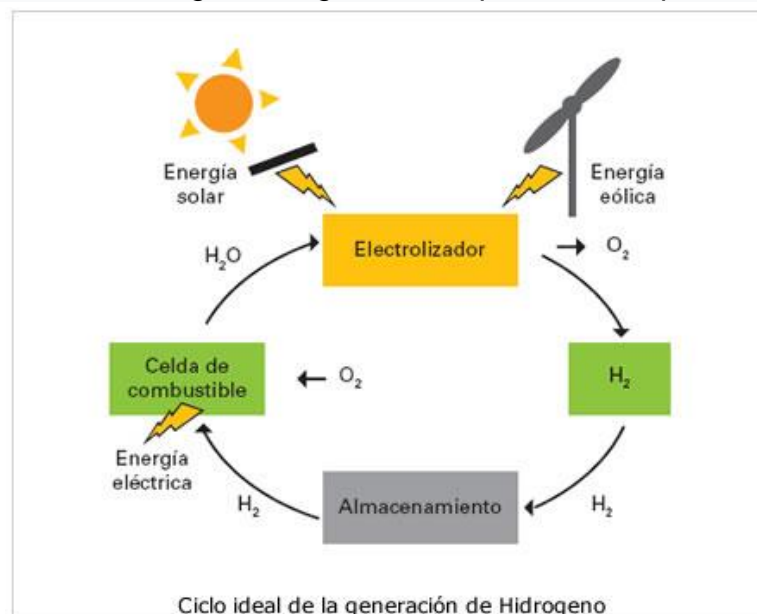 Energía
solar
Energía
eólica
Electrolizador
O₂
H₂O
Celda de
combustible
O₂
H₂
Energía
eléctrica
H₂
Almacenamiento
H₂
Ciclo ideal de la generación de Hidrogeno